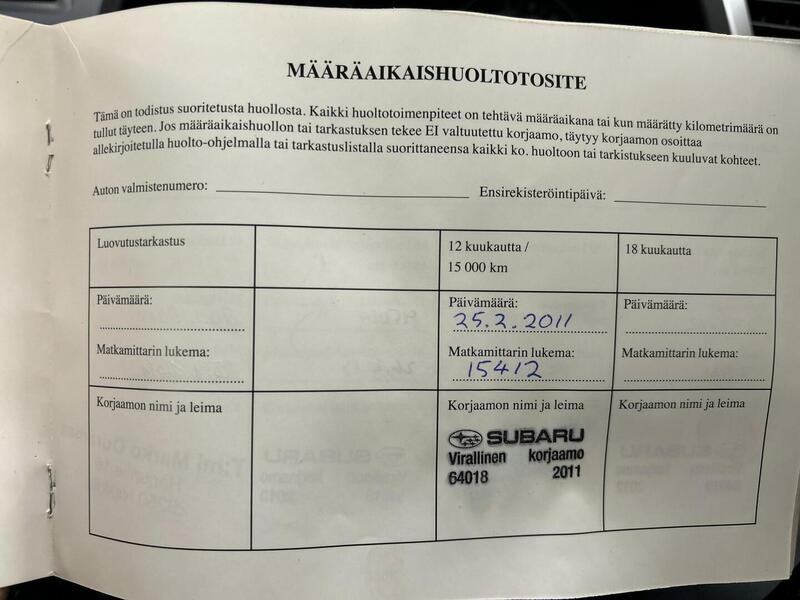 MÄÄRÄAIKAISHUOLTOTOSITE
Tämä on todistus suoritetusta huollosta. Kaikki huoltotoimenpiteet on tehtävä määräaikana tai kun määrätty kilometrimäärä on
tullut täyteen. Jos määräaikaishuollon tai tarkastuksen tekee EI valtuutettu korjaamo, täytyy korjaamon osoittaa
allekirjoitetulla huolto-ohjelmalla tai tarkastuslistalla suorittaneensa kaikki ko. huoltoon tai tarkistukseen kuuluvat kohteet.
Auton valmistenumero:
Ensirekisteröintipäivä:
Luovutustarkastus
12 kuukautta /
15 000 km
18 kuukautta
Päivämäärä:
Päivämäärä:
25.2.2011
Päivämäärä:
Matkamittarin lukema:
Matkamittarin lukema:
15412
Matkamittarin lukema:
Korjaamon nimi ja leima
Korjaamon nimi ja leima
Korjaamon nimi ja leima
SUBARU
Virallinen korjaamo
64018 2011